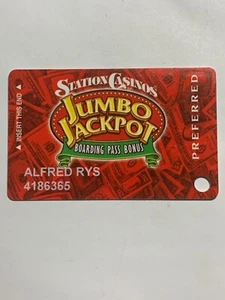 ▲ INSERT THIS END ▲
STATION CASINOS
JUMBO
JACKPOT
BOARDING PASS BONUS
PREFERRED
ALFRED RYS
4186365